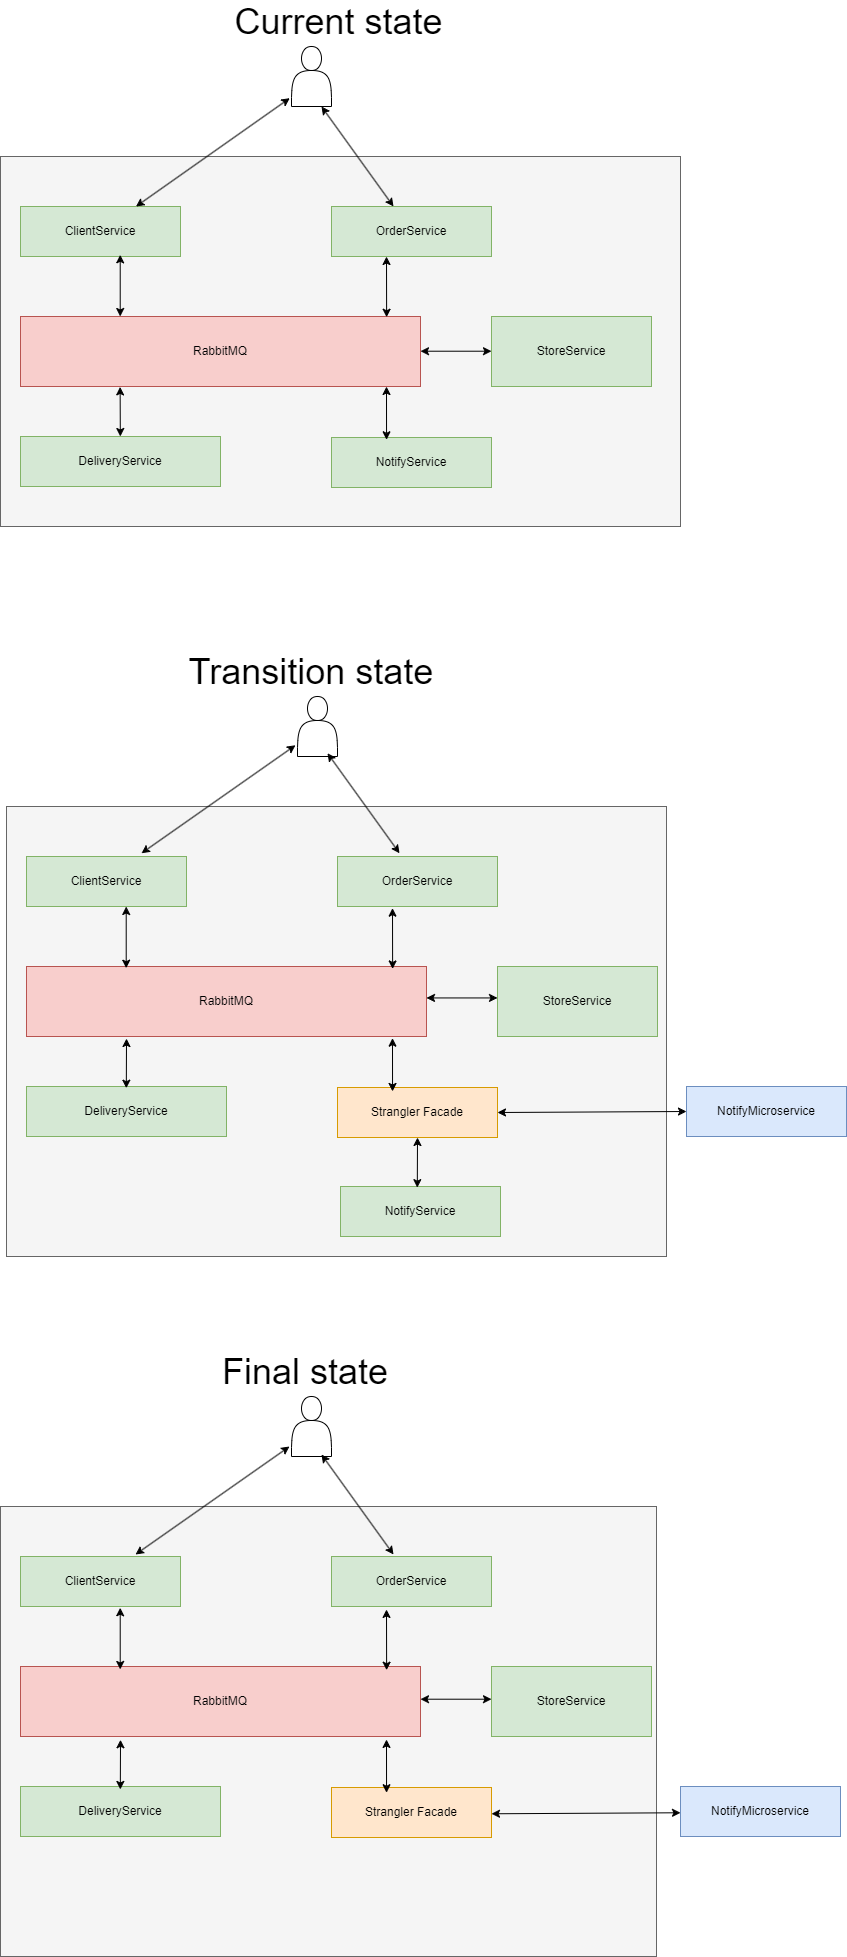 Current state
ClientService
OrderService
RabbitMQ
StoreService
DeliveryService
NotifyService
Transition state
ClientService
OrderService
RabbitMQ
StoreService
DeliveryService
Strangler Facade
NotifyMicroservice
NotifyService
Final state
ClientService
OrderService
RabbitMQ
StoreService
DeliveryService
Strangler Facade
NotifyMicroservice